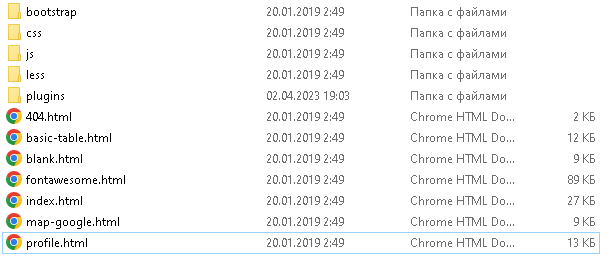 bootstrap 20.01.2019 2:49 Папка с файлами
css 20.01.2019 2:49 Папка с файлами
js 20.01.2019 2:49 Папка с файлами
less 20.01.2019 2:49 Папка с файлами
plugins 02.04.2023 19:03 Папка с файлами
404.html 20.01.2019 2:49 Chrome HTML Do... 2 КБ
basic-table.html 20.01.2019 2:49 Chrome HTML Do... 12 КБ
blank.html 20.01.2019 2:49 Chrome HTML Do... 9 КБ
fontawesome.html 20.01.2019 2:49 Chrome HTML Do... 89 КБ
index.html 20.01.2019 2:49 Chrome HTML Do... 27 КБ
map-google.html 20.01.2019 2:49 Chrome HTML Do... 9 КБ
profile.html 20.01.2019 2:49 Chrome HTML Do... 13 КБ